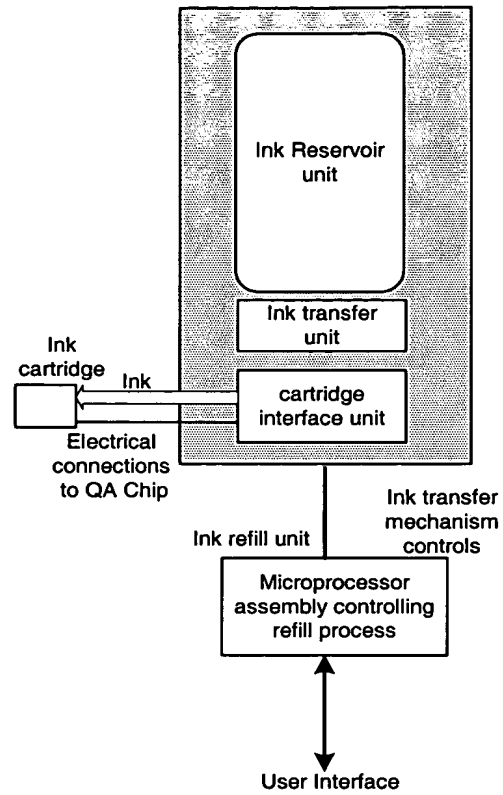 Ink Reservoir
unit
Ink transfer
unit
Ink
cartridge
Ink
cartridge
interface unit
Electrical
connections
to QA Chip
Ink refill unit
Ink transfer
mechanism
controls
Microprocessor
assembly controlling
refill process
User Interface